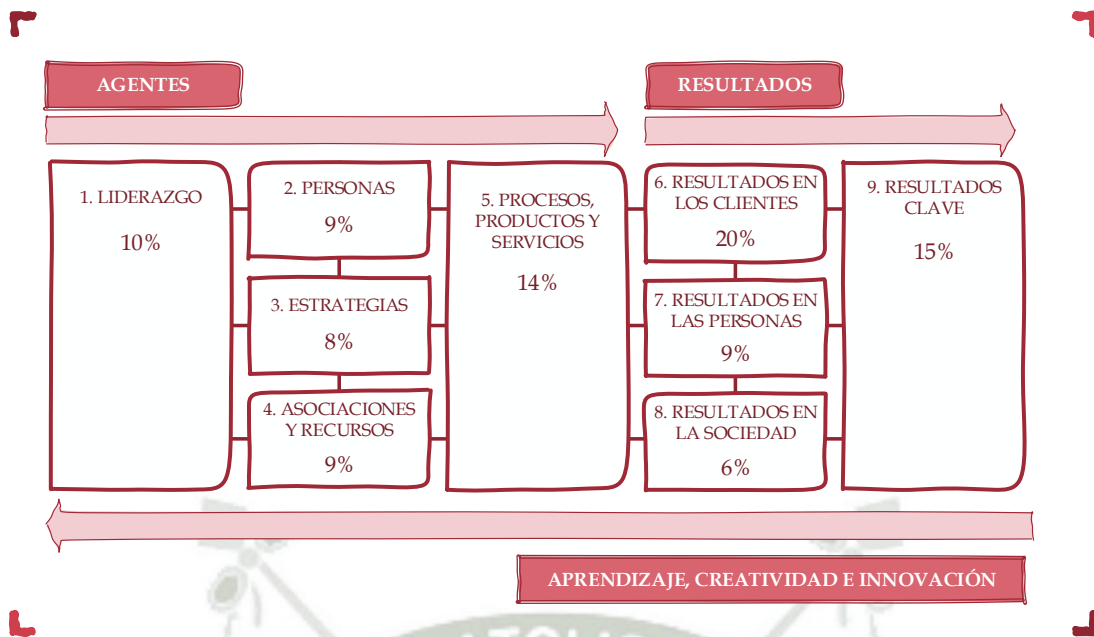 AGENTES
RESULTADOS
1. LIDERAZGO
10%
2. PERSONAS
9%
3. ESTRATEGIAS
8%
4. ASOCIACIONES
Y RECURSOS
9%
5. PROCESOS,
PRODUCTOS Y
SERVICIOS
14%
6. RESULTADOS EN
LOS CLIENTES
20%
7. RESULTADOS EN
LAS PERSONAS
9%
8. RESULTADOS EN
LA SOCIEDAD
6%
9. RESULTADOS
CLAVE
15%
APRENDIZAJE, CREATIVIDAD E INNOVACIÓN